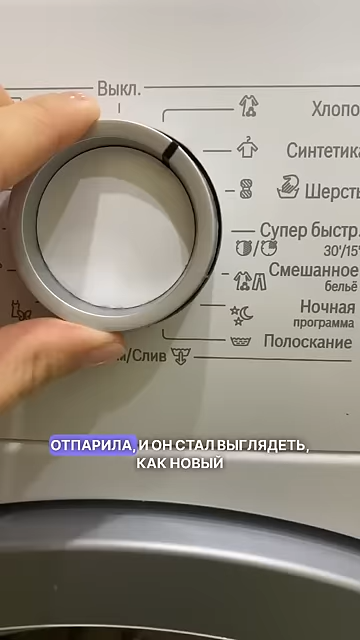 Выкл.
Хлопо
Синтетика
Шерсть
Супер быстр.
30'/15'
Смешанное
бельё
Ночная
программа
Полоскание
/Слив
ОТПАРИЛА, И ОН СТАЛ ВЫГЛЯДЕТЬ,
КАК НОВЫЙ